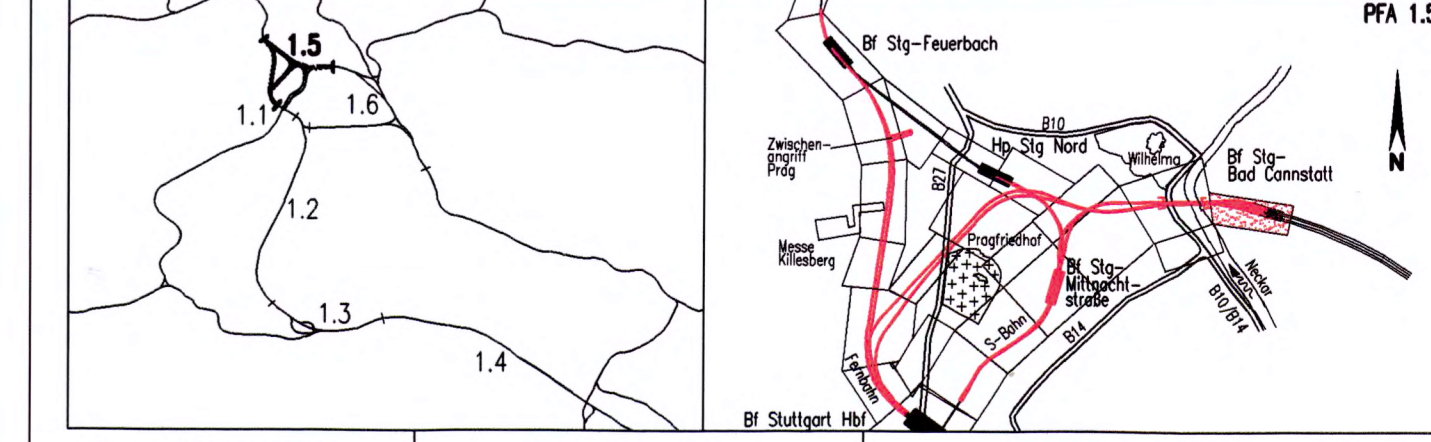 1.5
1.1
1.6
1.2
1.3
1.4
PFA 1.5
Bf Stg-Feuerbach
N
B10
Zwischen-
angriff
Prag
Hp Stg Nord
Wilhelma
Bf Stg-
Bad Cannstatt
B27
Messe
Killesberg
Pragfriedhof
Bf Stg-
Mittnacht-
straße
Neckar
B10/B14
S-Bahn
B14
Fernbahn
Bf Stuttgart Hbf